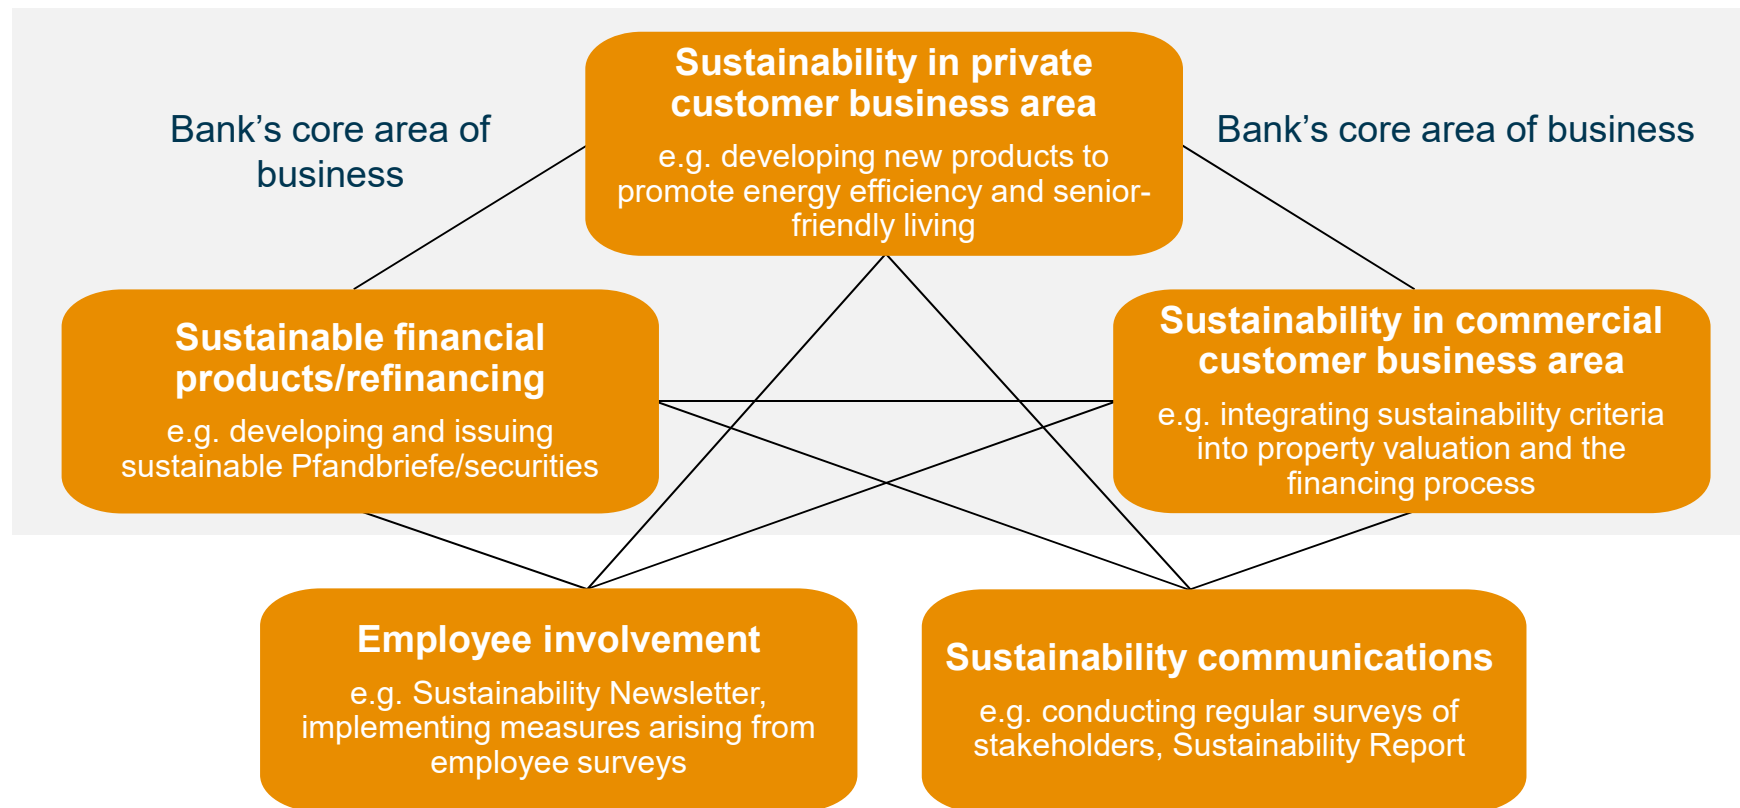 Sustainability in private
customer business area
e.g. developing new products to
promote energy efficiency and senior-
friendly living
Bank’s core area of
business
Bank’s core area of business
Sustainable financial
products/refinancing
e.g. developing and issuing
sustainable Pfandbriefe/securities
Sustainability in commercial
customer business area
e.g. integrating sustainability criteria
into property valuation and the
financing process
Employee involvement
e.g. Sustainability Newsletter,
implementing measures arising from
employee surveys
Sustainability communications
e.g. conducting regular surveys of
stakeholders, Sustainability Report